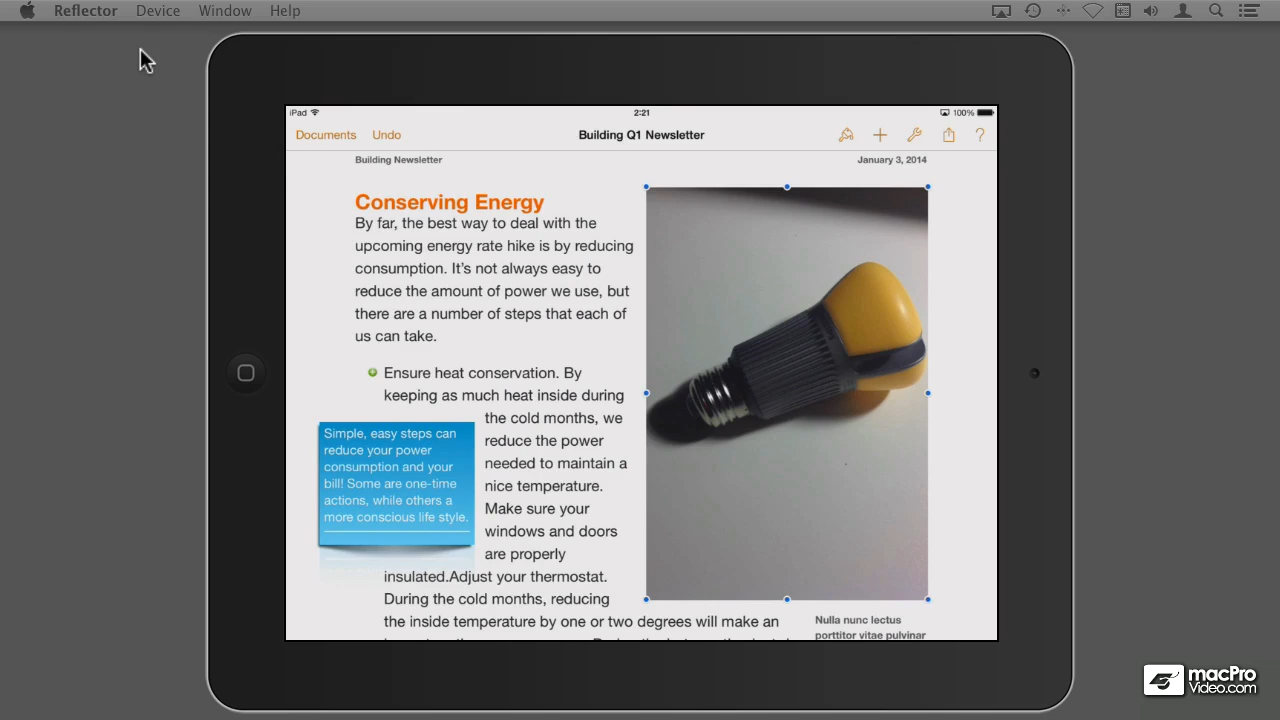 Reflector Device Window Help
iPad 2:21 100%
Documents Undo Building Q1 Newsletter ?
Building Newsletter January 3, 2014
Conserving Energy
By far, the best way to deal with the
upcoming energy rate hike is by reducing
consumption. It’s not always easy to
reduce the amount of power we use, but
there are a number of steps that each of
us can take.
Ensure heat conservation. By
keeping as much heat inside during
the cold months, we
reduce the power
needed to maintain a
nice temperature.
Make sure your
windows and doors
are properly
insulated.Adjust your thermostat.
During the cold months, reducing
the inside temperature by one or two degrees will make an
Simple, easy steps can
reduce your power
consumption and your
bill! Some are one-time
actions, while others a
more conscious life style.
Nulla nunc lectus
porttitor vitae pulvinar
macPro
Video.com